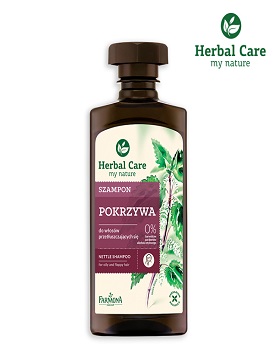 Herbal Care
my nature
Herbal Care
my nature
SZAMPON
POKRZYWA
do włosów
przetłuszczających się
0%
NETTLE SHAMPOO
for oily and floppy hair
FARMONA